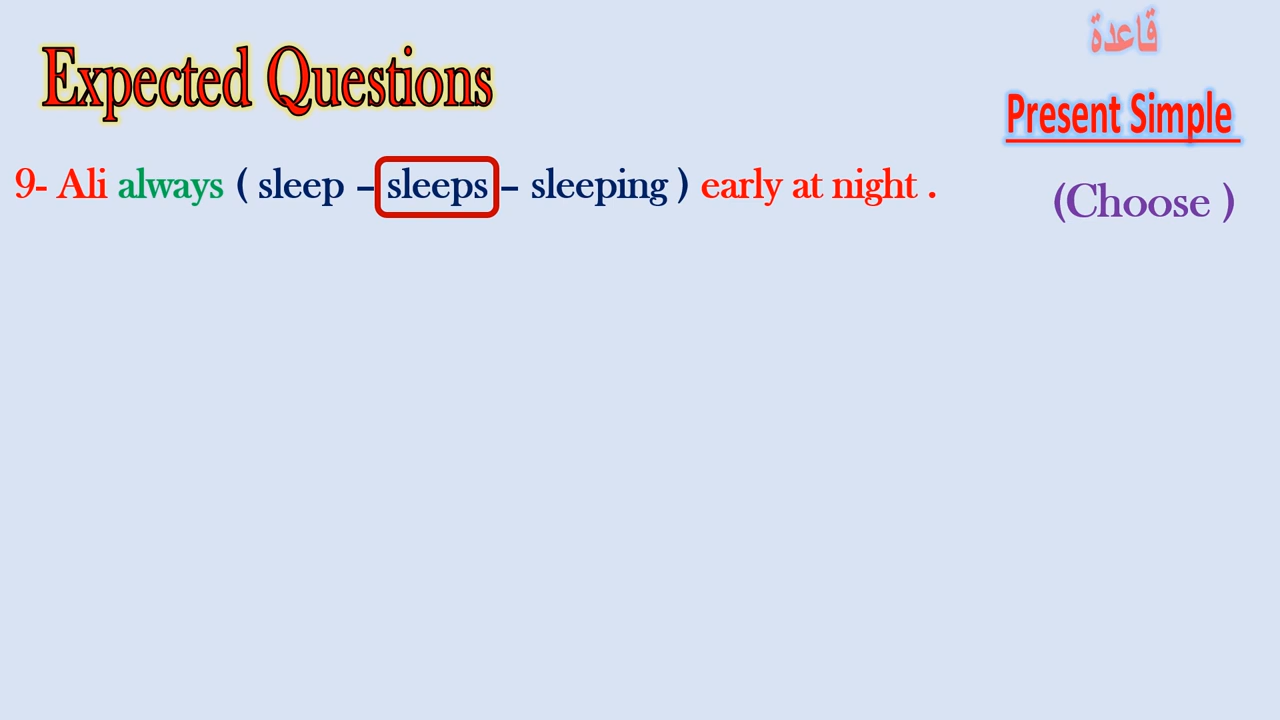 قاعدة
Expected Questions
Present Simple
9- Ali always ( sleep – sleeps – sleeping ) early at night .
(Choose )